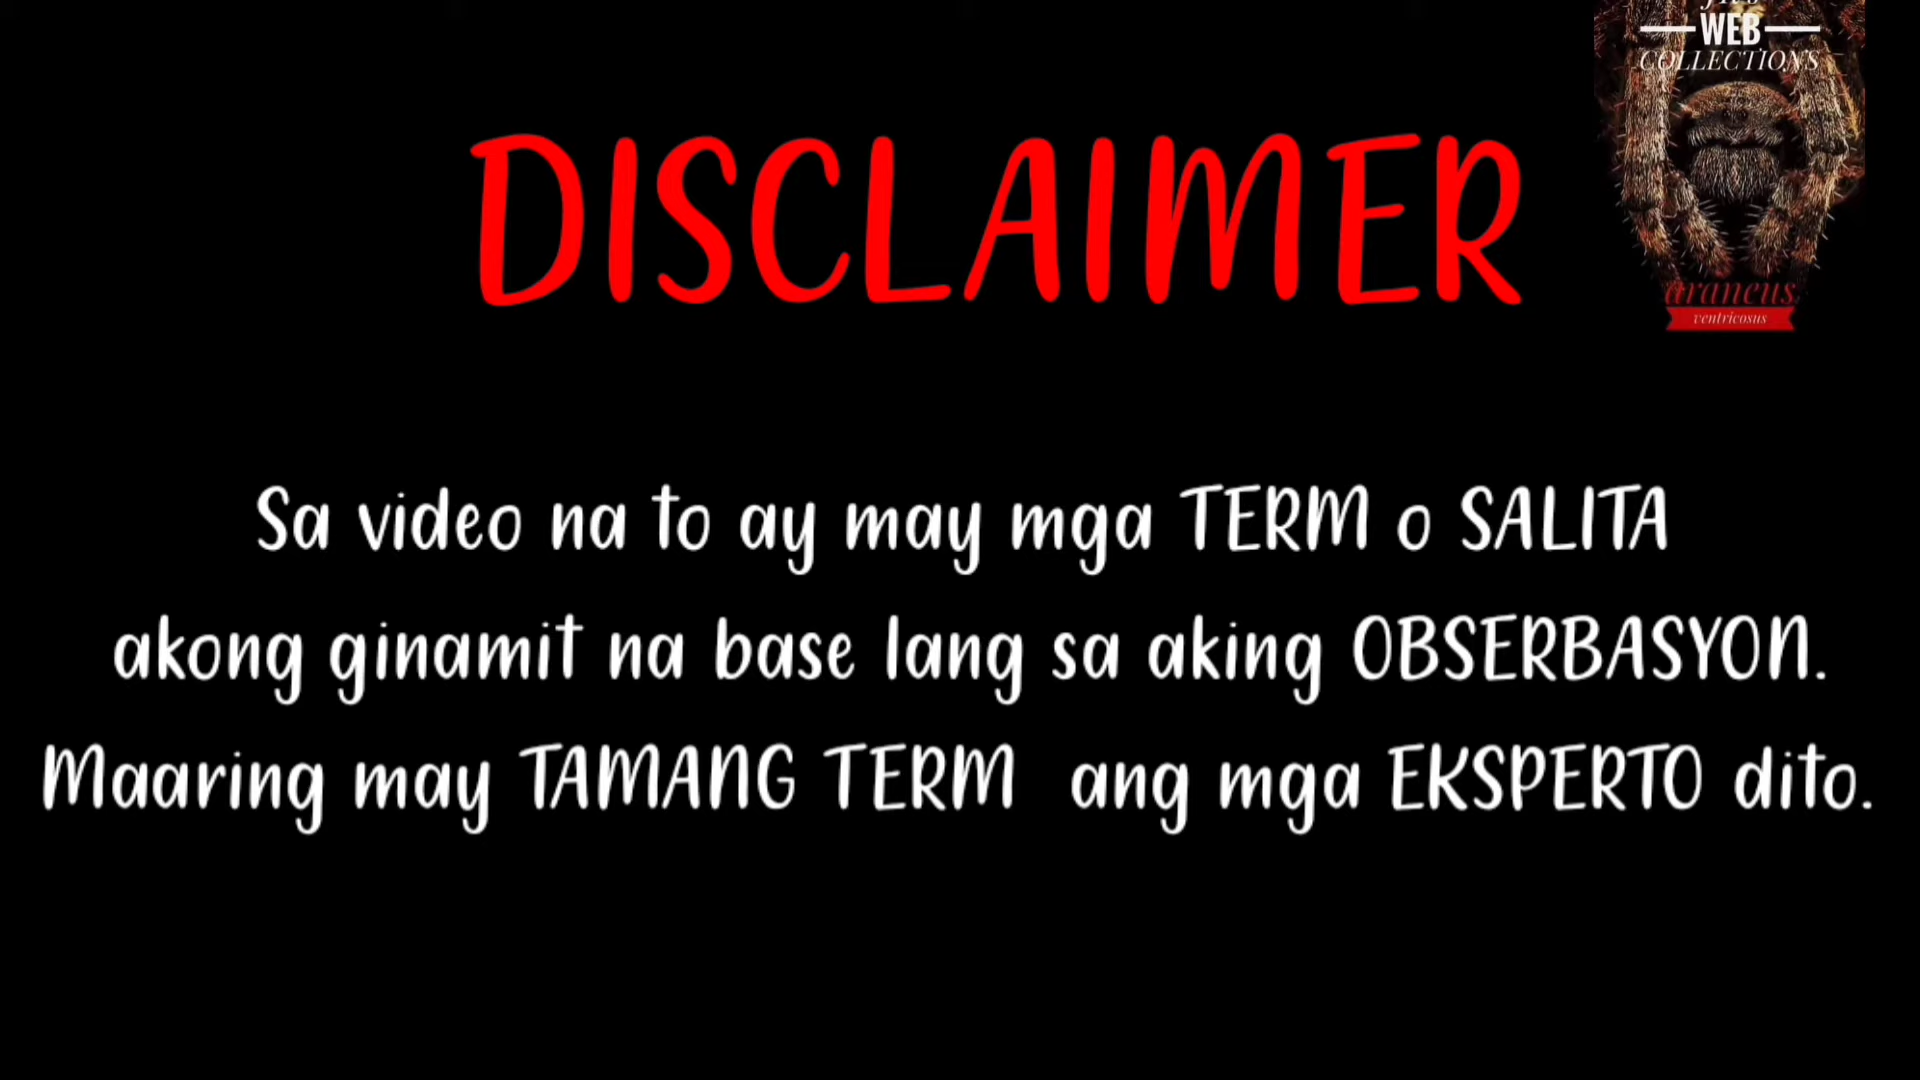 WEB
COLLECTIONS
DISCLAIMER
araneus
ventricosus
Sa video na to ay may mga TERM o SALITA
akong ginamit na base lang sa aking OBSERBASYON.
Maaring may TAMANG TERM ang mga EKSPERTO dito.